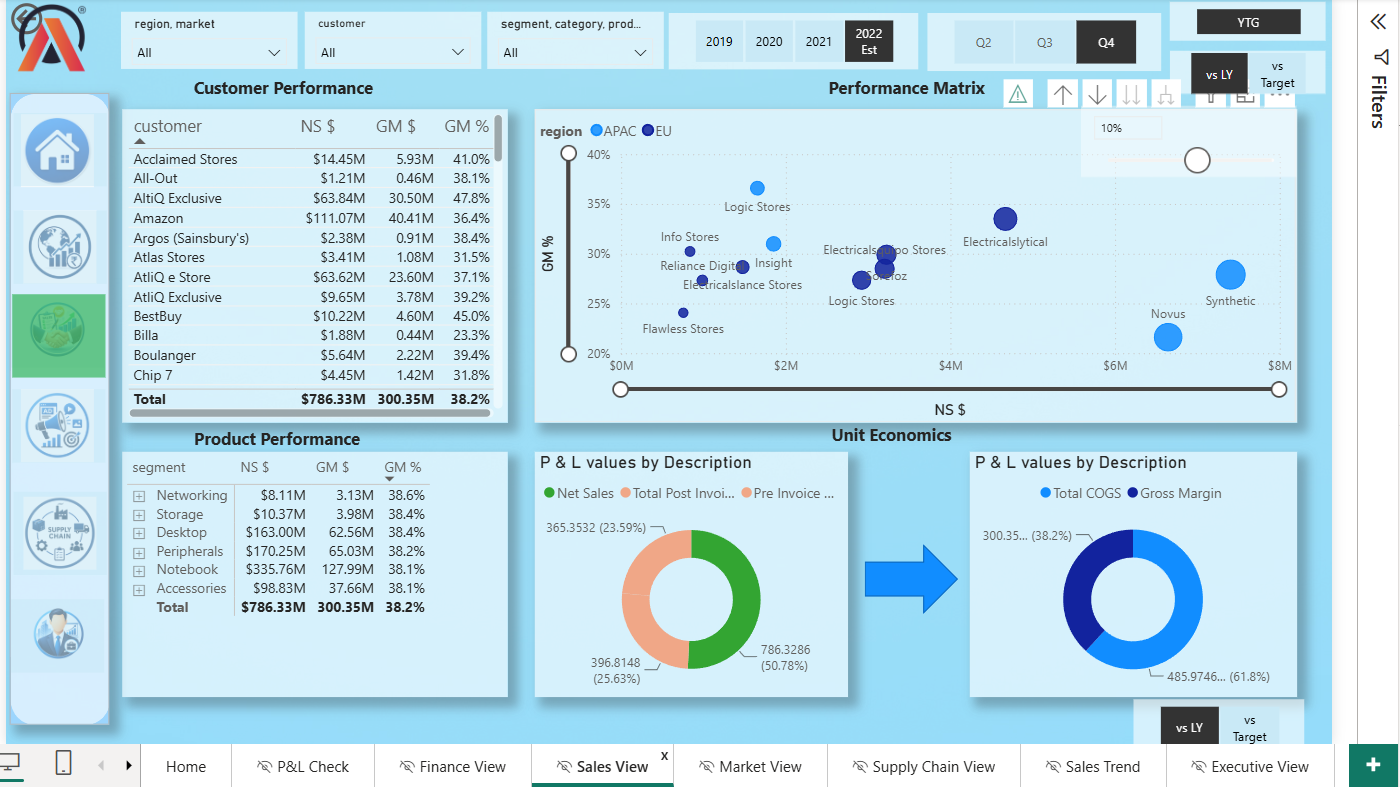 region, market
All
customer
All
segment, category, prod...
All
2019
2020
2021
2022
Est
Q2
Q3
Q4
YTG
vs LY
vs
Target
Filters
Customer Performance
customer NS $ GM $ GM %
Acclaimed Stores $14.45M 5.93M 41.0%
All-Out $1.21M 0.46M 38.1%
AltiQ Exclusive $63.84M 30.50M 47.8%
Amazon $111.07M 40.41M 36.4%
Argos (Sainsbury's) $2.38M 0.91M 38.4%
Atlas Stores $3.41M 1.08M 31.5%
AtliQ e Store $63.62M 23.60M 37.1%
AtliQ Exclusive $9.65M 3.78M 39.2%
BestBuy $10.22M 4.60M 45.0%
Billa $1.88M 0.44M 23.3%
Boulanger $5.64M 2.22M 39.4%
Chip 7 $4.45M 1.42M 31.8%
Total $786.33M 300.35M 38.2%
Performance Matrix
10%
region APAC EU
GM %
40%
35%
30%
25%
20%
Logic Stores
Info Stores
Reliance Digital
Insight
Electricalslance Stores
Flawless Stores
Stores
Logic Stores
Electricalslytical
Synthetic
Novus
$0M $2M $4M $6M $8M
NS $
Product Performance
segment NS $ GM $ GM %
Networking $8.11M 3.13M 38.6%
Storage $10.37M 3.98M 38.4%
Desktop $163.00M 62.56M 38.4%
Peripherals $170.25M 65.03M 38.2%
Notebook $335.76M 127.99M 38.1%
Accessories $98.83M 37.66M 38.1%
Total $786.33M 300.35M 38.2%
Unit Economics
P & L values by Description
Net Sales Total Post Invoi... Pre Invoice ...
365.3532 (23.59%)
396.8148
(25.63%)
786.3286
(50.78%)
P & L values by Description
Total COGS Gross Margin
300.35... (38.2%)
485.9746... (61.8%)
vs LY
vs
Target
SUPPLY
CHAIN
AD
Home
P&L Check
Finance View
Sales View
x
Market View
Supply Chain View
Sales Trend
Executive View